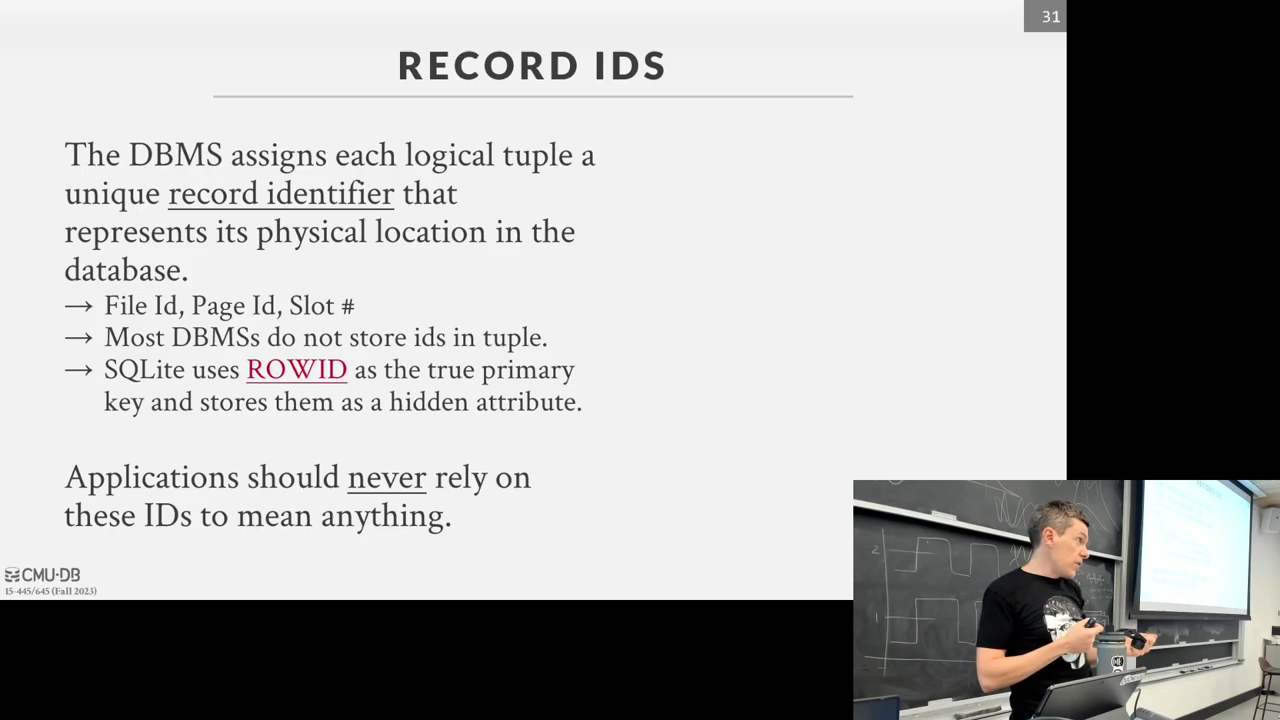 31
RECORD IDS
The DBMS assigns each logical tuple a
unique record identifier that
represents its physical location in the
database.
→ File Id, Page Id, Slot #
→ Most DBMSs do not store ids in tuple.
→ SQLite uses ROWID as the true primary
key and stores them as a hidden attribute.
Applications should never rely on
these IDs to mean anything.
CMU·DB
15-445/645 (Fall 2023)
2
1